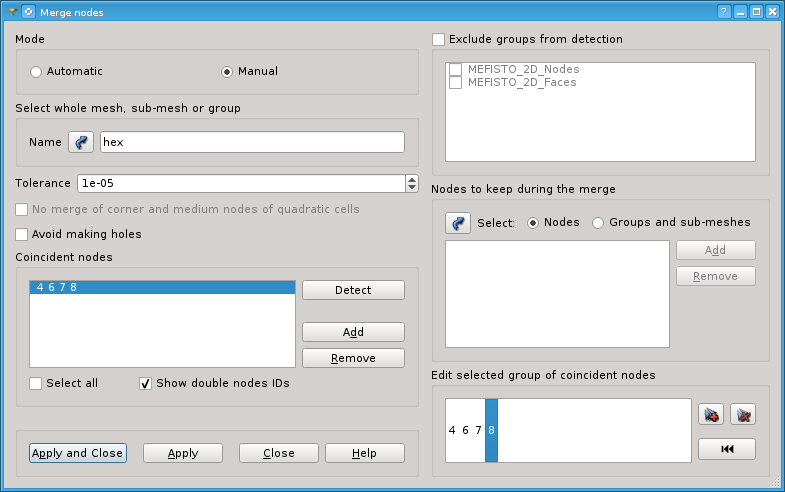 Merge nodes
Mode
Automatic
Manual
Select whole mesh, sub-mesh or group
Name
hex
Tolerance
1e-05
No merge of corner and medium nodes of quadratic cells
Avoid making holes
Coincident nodes
4 6 7 8
Detect
Add
Remove
Select all
Show double nodes IDs
Apply and Close
Apply
Close
Help
Exclude groups from detection
MEFISTO_2D_Nodes
MEFISTO_2D_Faces
Nodes to keep during the merge
Select:
Nodes
Groups and sub-meshes
Add
Remove
Edit selected group of coincident nodes
4 6 7 8